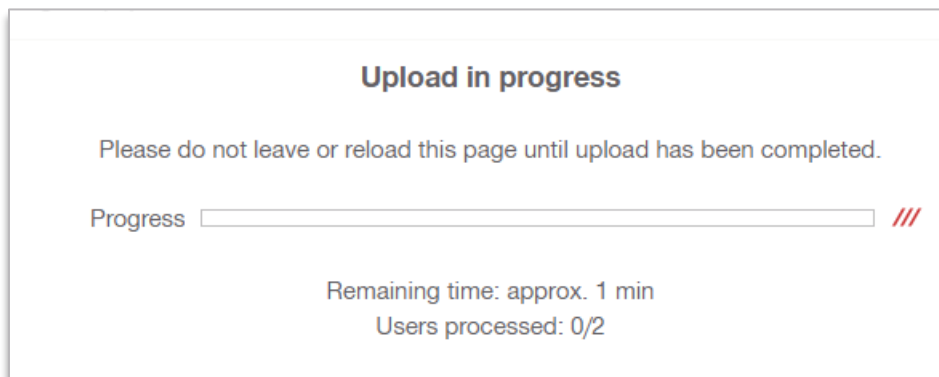 Upload in progress
Please do not leave or reload this page until upload has been completed.
Progress
Remaining time: approx. 1 min
Users processed: 0/2